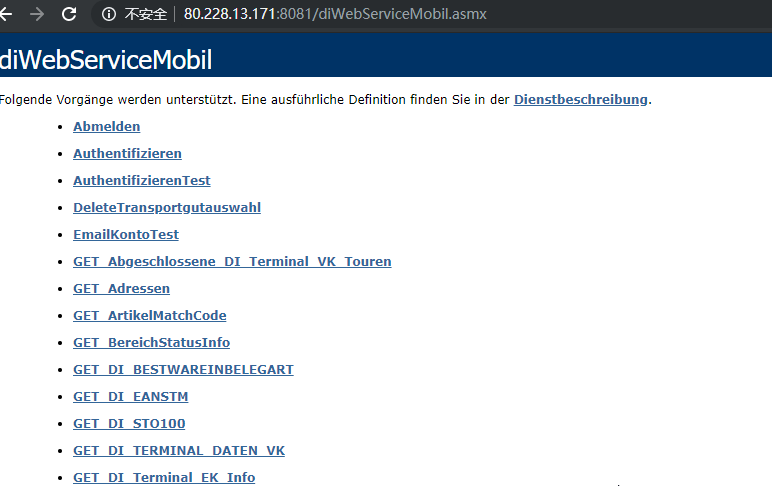 不安全 80.228.13.171:8081/diWebServiceMobil.asmx
diWebServiceMobil
Folgende Vorgänge werden unterstützt. Eine ausführliche Definition finden Sie in der Dienstbeschreibung.
Abmelden
Authentifizieren
AuthentifizierenTest
DeleteTransportgutauswahl
EmailKontoTest
GET_Abgeschlossene_DI_Terminal_VK_Touren
GET_Adressen
GET_ArtikelMatchCode
GET_BereichStatusInfo
GET_DI_BESTWAREINBELEGART
GET_DI_EANSTM
GET_DI_STO100
GET_DI_TERMINAL_DATEN_VK
GET_DI_Terminal_EK_Info